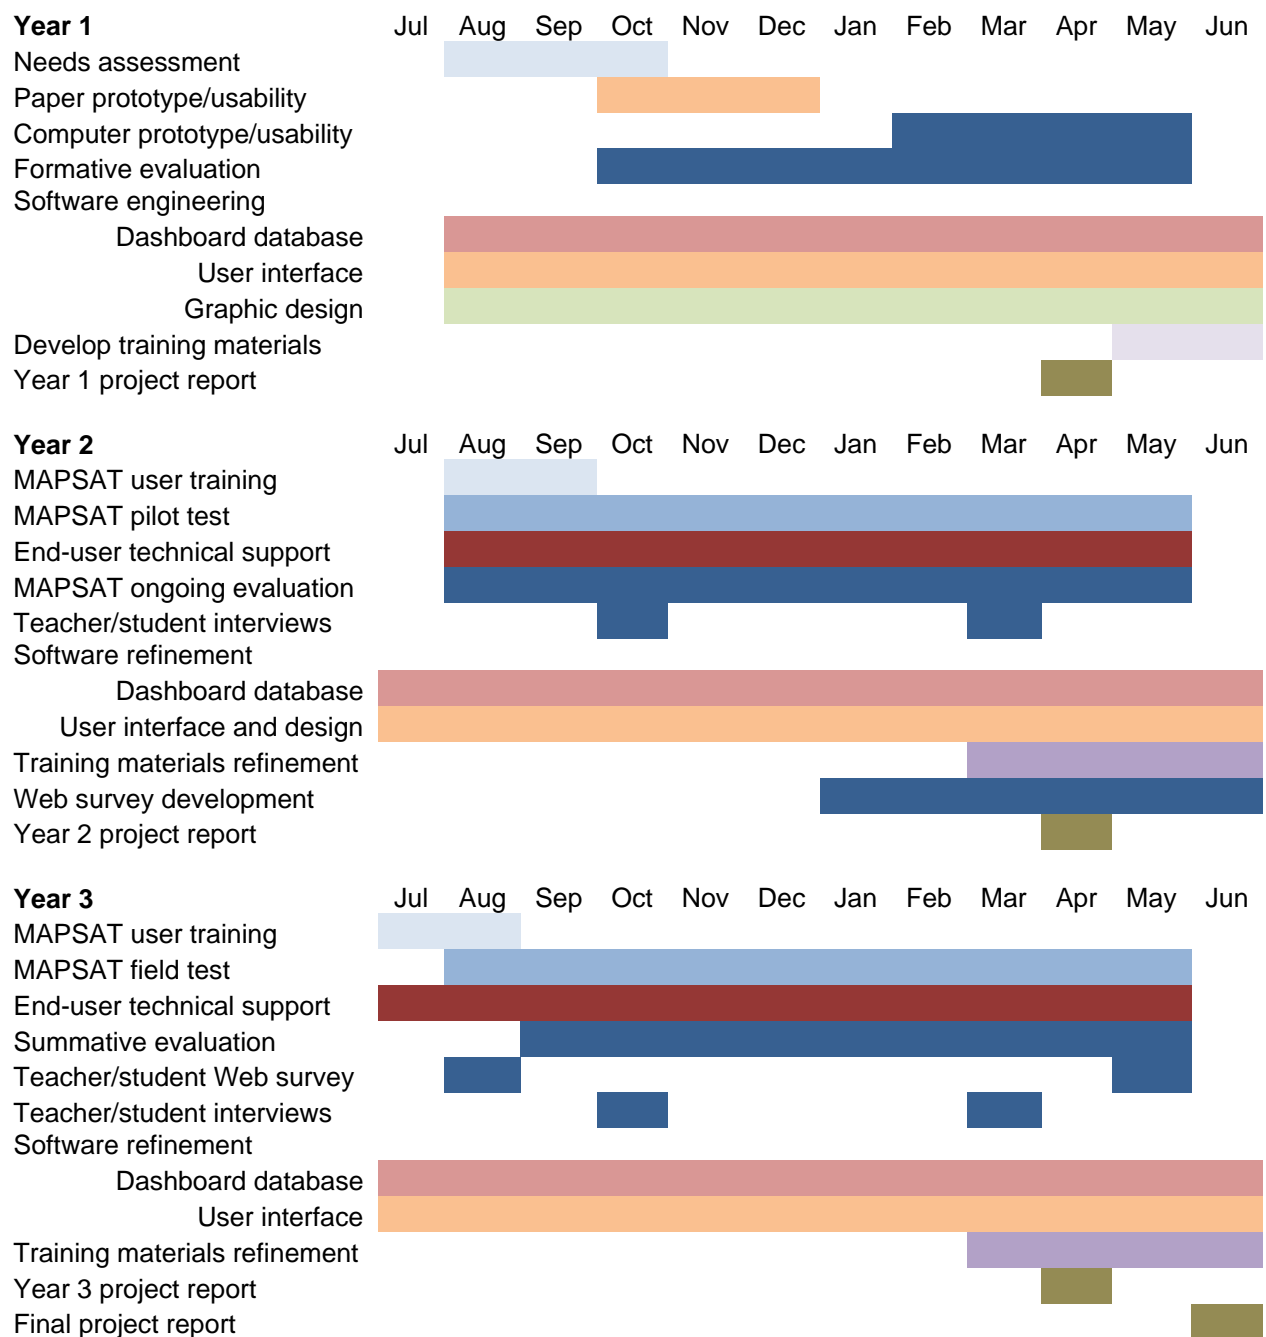 Year 1 Jul Aug Sep Oct Nov Dec Jan Feb Mar Apr May Jun
Needs assessment
Paper prototype/usability
Computer prototype/usability
Formative evaluation
Software engineering
Dashboard database
User interface
Graphic design
Develop training materials
Year 1 project report
Year 2 Jul Aug Sep Oct Nov Dec Jan Feb Mar Apr May Jun
MAPSAT user training
MAPSAT pilot test
End-user technical support
MAPSAT ongoing evaluation
Teacher/student interviews
Software refinement
Dashboard database
User interface and design
Training materials refinement
Web survey development
Year 2 project report
Year 3 Jul Aug Sep Oct Nov Dec Jan Feb Mar Apr May Jun
MAPSAT user training
MAPSAT field test
End-user technical support
Summative evaluation
Teacher/student Web survey
Teacher/student interviews
Software refinement
Dashboard database
User interface
Training materials refinement
Year 3 project report
Final project report